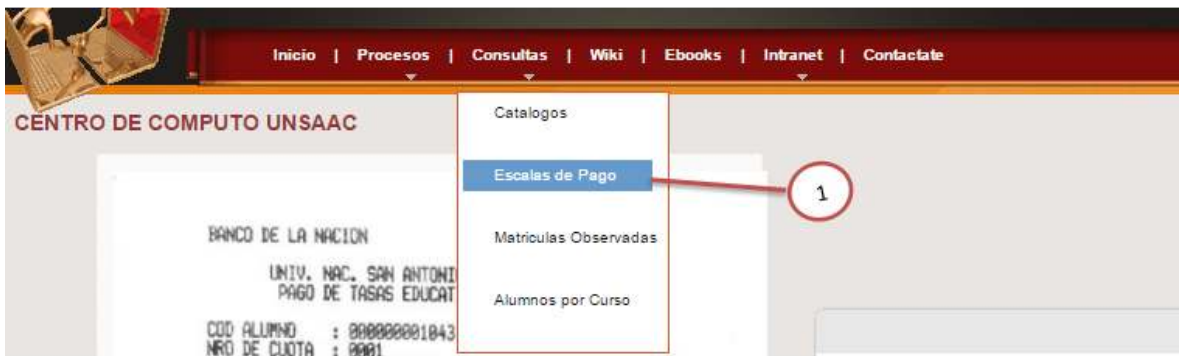 Inicio | Procesos | Consultas | Wiki | Ebooks | Intranet | Contactate
CENTRO DE COMPUTO UNSAAC
Catalogos
Escalas de Pago
1
Matriculas Observadas
Alumnos por Curso
BANCO DE LA NACION
UNIV. NAC. SAN ANTONI
PAGO DE TASAS EDUCAT
COD ALUMNO : 000000001043
NRO DE CUOTA : 0001